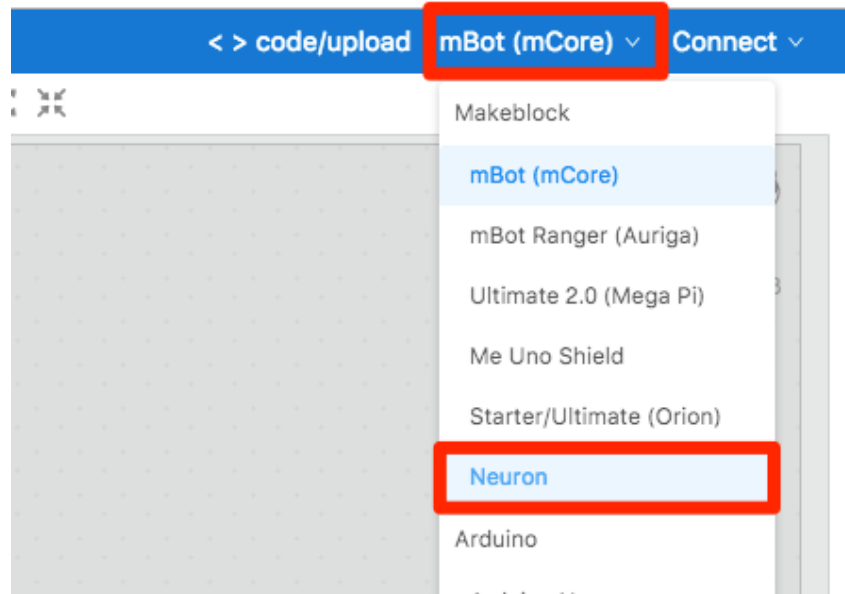 < > code/upload mBot (mCore) Connect
Makeblock
mBot (mCore)
mBot Ranger (Auriga)
Ultimate 2.0 (Mega Pi)
Me Uno Shield
Starter/Ultimate (Orion)
Neuron
Arduino